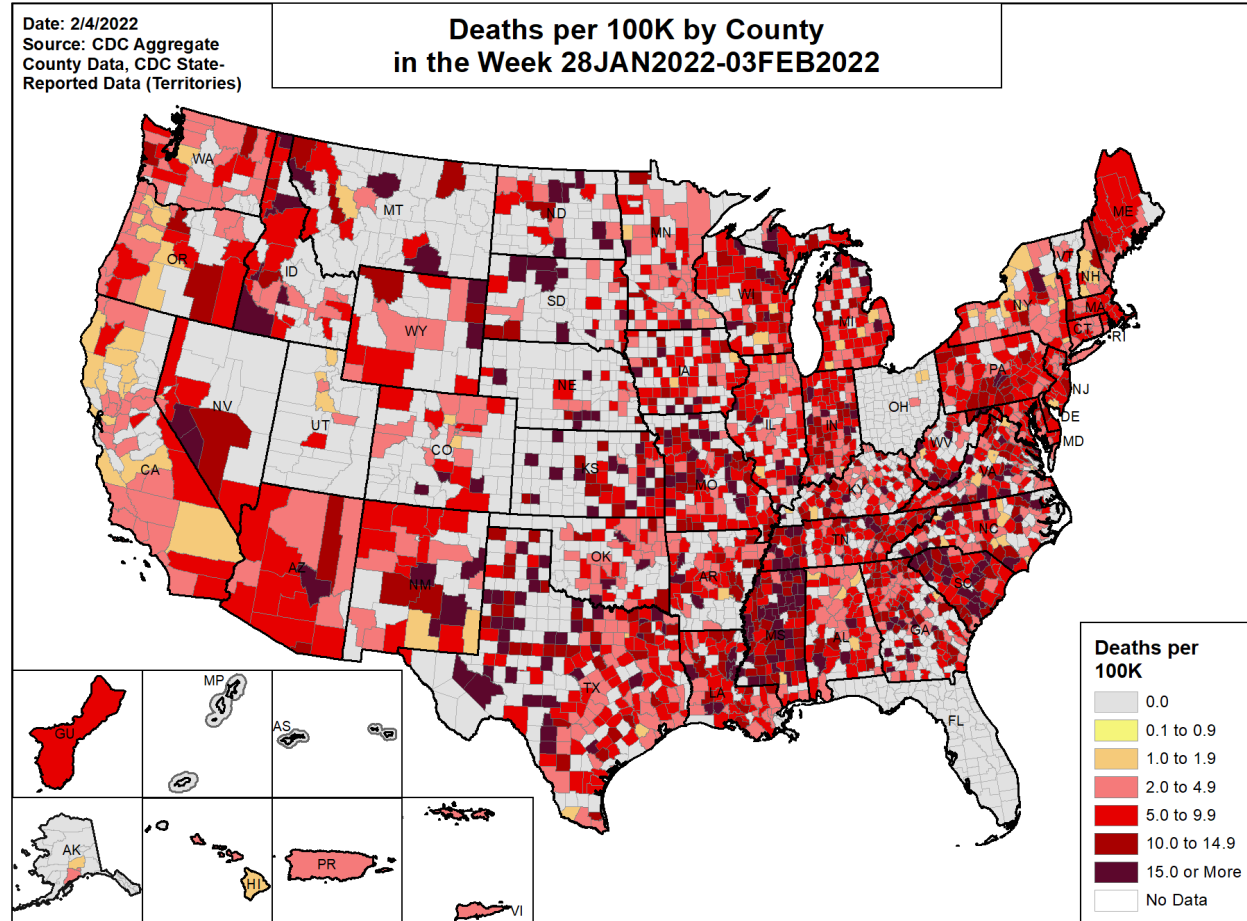 Date: 2/4/2022
Source: CDC Aggregate
County Data, CDC State-
Reported Data (Territories)
Deaths per 100K by County
in the Week 28JAN2022-03FEB2022
WA
MT
ND
MN
ME
OR
ID
SD
WI
MI
VT
NH
NY
MA
CT
RI
WY
IA
PA
NJ
NE
OH
NV
UT
CO
IL
IN
DE
MD
WV
VA
CA
KS
MO
KY
AZ
NM
OK
AR
TN
NC
SC
MS
AL
GA
TX
LA
FL
GU
MP
AS
AK
HI
PR
VI
Deaths per
100K
0.0
0.1 to 0.9
1.0 to 1.9
2.0 to 4.9
5.0 to 9.9
10.0 to 14.9
15.0 or More
No Data